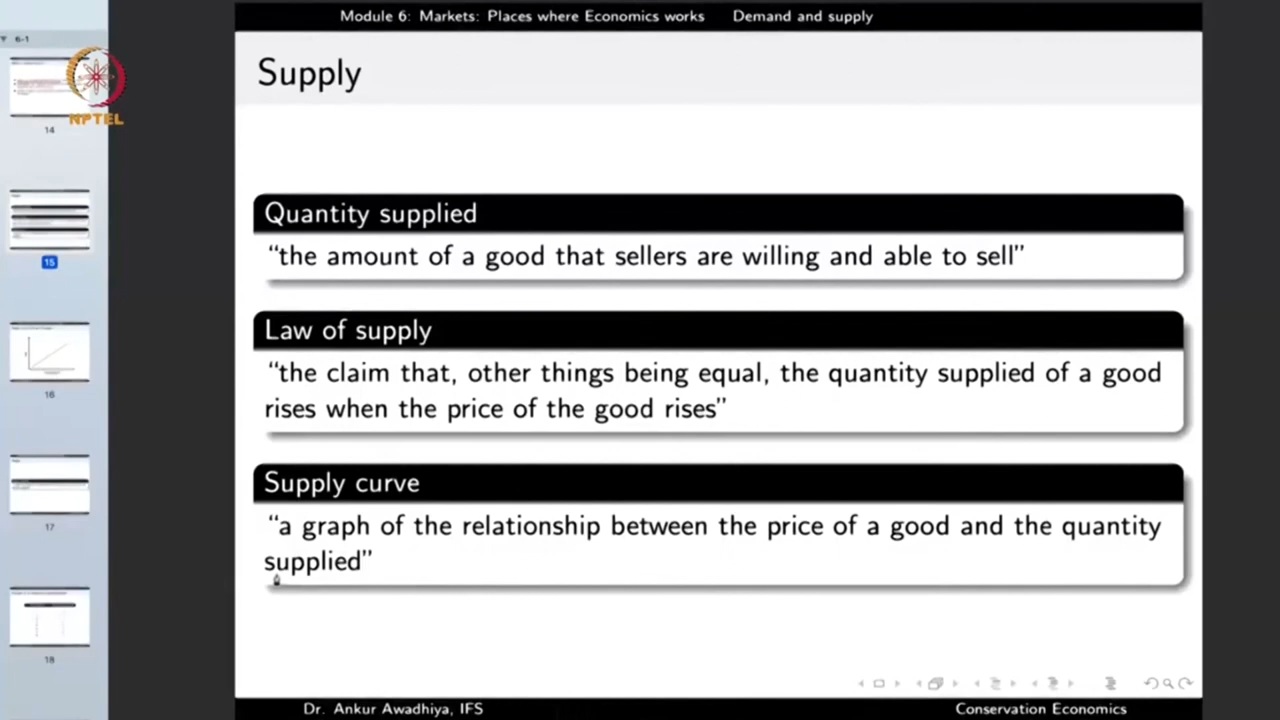 Module 6: Markets: Places where Economics works Demand and supply
6-1
NPTEL
Supply
Quantity supplied
“the amount of a good that sellers are willing and able to sell”
Law of supply
“the claim that, other things being equal, the quantity supplied of a good
rises when the price of the good rises”
Supply curve
“a graph of the relationship between the price of a good and the quantity
supplied”
14
15
16
17
18
Dr. Ankur Awadhiya, IFS Conservation Economics